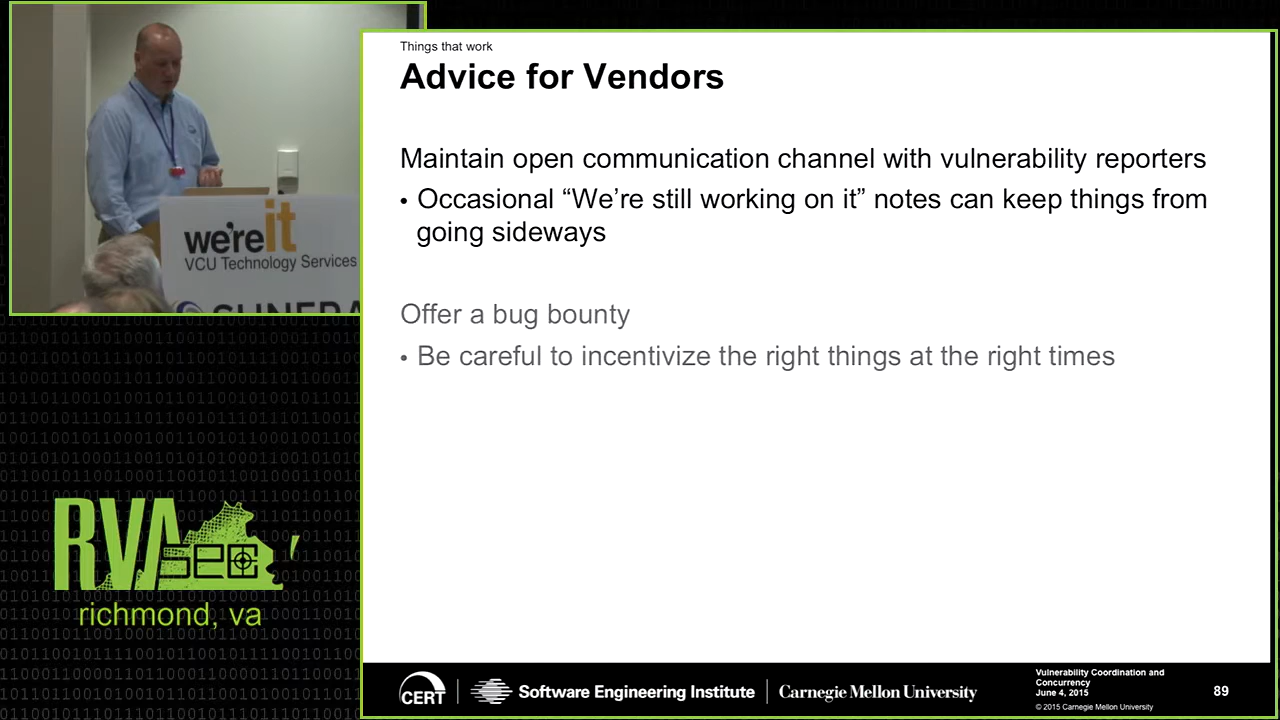 Things that work
Advice for Vendors
Maintain open communication channel with vulnerability reporters
• Occasional “We’re still working on it” notes can keep things from
going sideways
Offer a bug bounty
• Be careful to incentivize the right things at the right times
we're it
VCU Technology Services
RVA
sec
richmond, va
CERT
Software Engineering Institute
Carnegie Mellon University
Vulnerability Coordination and
Concurrency
June 4, 2015
© 2015 Carnegie Mellon University
89